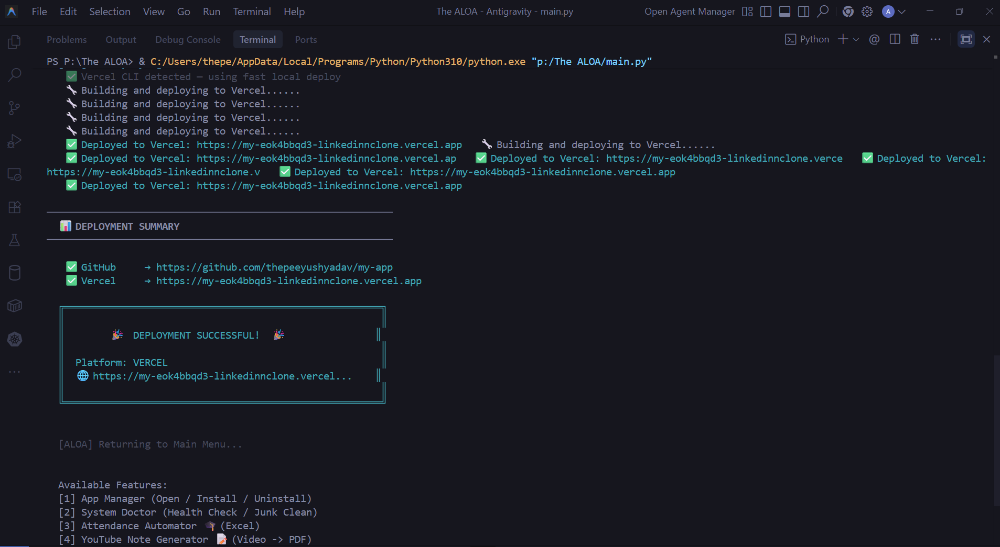 File Edit Selection View Go Run Terminal Help The ALOA - Antigravity - main.py Open Agent Manager A
Problems Output Debug Console Terminal Ports Python
PS P:\The ALOA> & C:/Users/thepe/AppData/Local/Programs/Python/Python310/python.exe "p:/The ALOA/main.py"
✅ Vercel CLI detected — using fast local deploy
🔧 Building and deploying to Vercel......
🔧 Building and deploying to Vercel......
🔧 Building and deploying to Vercel......
🔧 Building and deploying to Vercel......
✅ Deployed to Vercel: https://my-eok4bbqd3-linkedinnclone.vercel.app 🔧 Building and deploying to Vercel......
✅ Deployed to Vercel: https://my-eok4bbqd3-linkedinnclone.vercel.ap ✅ Deployed to Vercel: https://my-eok4bbqd3-linkedinnclone.verce ✅ Deployed to Vercel:
https://my-eok4bbqd3-linkedinnclone.v ✅ Deployed to Vercel: https://my-eok4bbqd3-linkedinnclone.vercel.app
✅ Deployed to Vercel: https://my-eok4bbqd3-linkedinnclone.vercel.app
📊 DEPLOYMENT SUMMARY
✅ GitHub → https://github.com/thepeeyushyadav/my-app
✅ Vercel → https://my-eok4bbqd3-linkedinnclone.vercel.app
🎉 DEPLOYMENT SUCCESSFUL! 🎉
Platform: VERCEL
🌐 https://my-eok4bbqd3-linkedinnclone.vercel...
[ALOA] Returning to Main Menu...
Available Features:
[1] App Manager (Open / Install / Uninstall)
[2] System Doctor (Health Check / Junk Clean)
[3] Attendance Automator 🎓 (Excel)
[4] YouTube Note Generator 📝 (Video -> PDF)